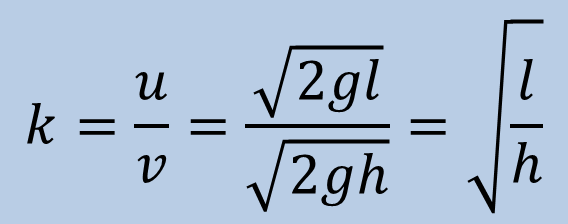 k = u/v = √(2gl)/√(2gh) = √(l/h)